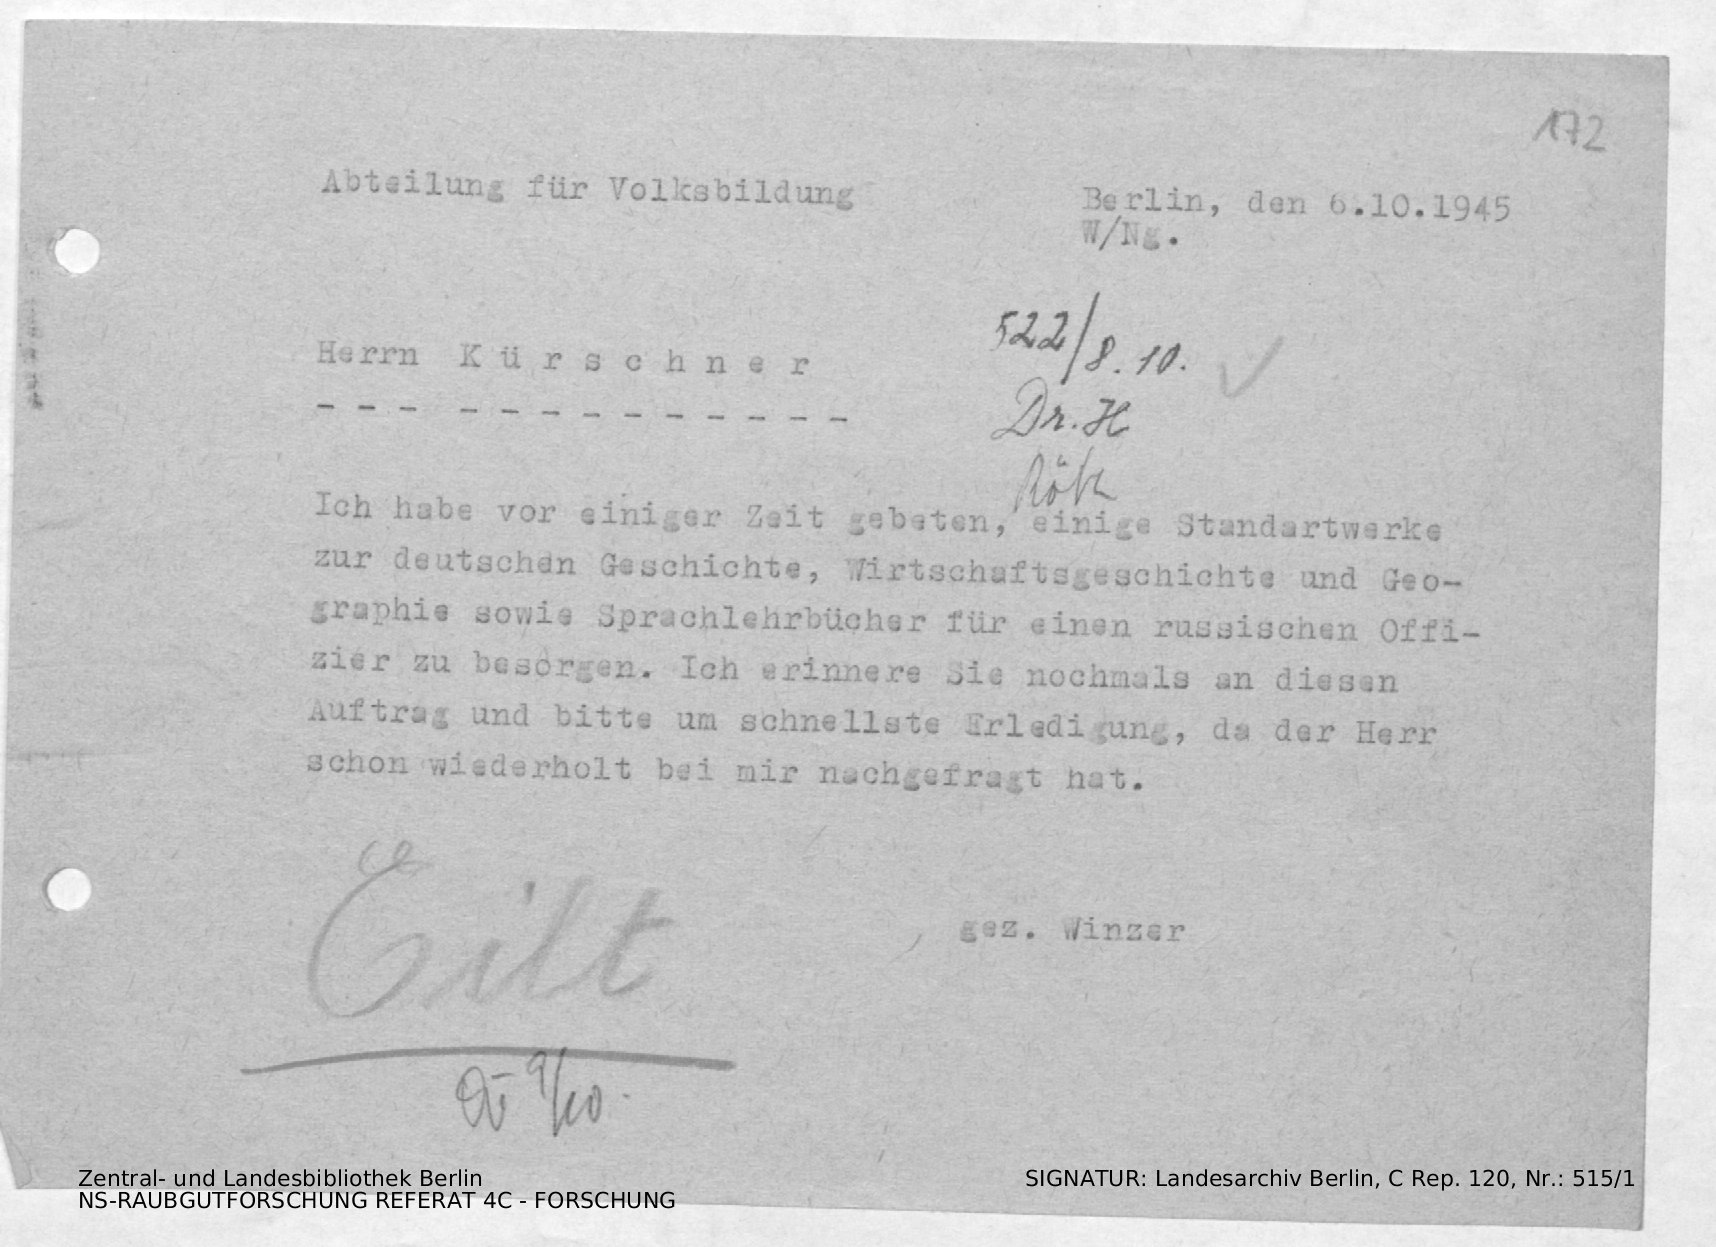 172
Abteilung für Volksbildung
Berlin, den 6.10.1945
W/Ng.
522/8.10.
Herrn K ü r s c h n e r
- - - - - - - - - - - - -
Dr. H
Ich habe vor einiger Zeit gebeten, einige Standartwerke
zur deutschen Geschichte, Wirtschaftsgeschichte und Geo-
graphie sowie Sprachlehrbücher für einen russischen Offi-
zier zu besorgen. Ich erinnere Sie nochmals an diesen
Auftrag und bitte um schnellste Erledigung, da der Herr
schon wiederholt bei mir nachgefragt hat.
Eilt
gez. Winzer
9/10.
Zentral- und Landesbibliothek Berlin
NS-RAUBGUTFORSCHUNG REFERAT 4C - FORSCHUNG
SIGNATUR: Landesarchiv Berlin, C Rep. 120, Nr.: 515/1